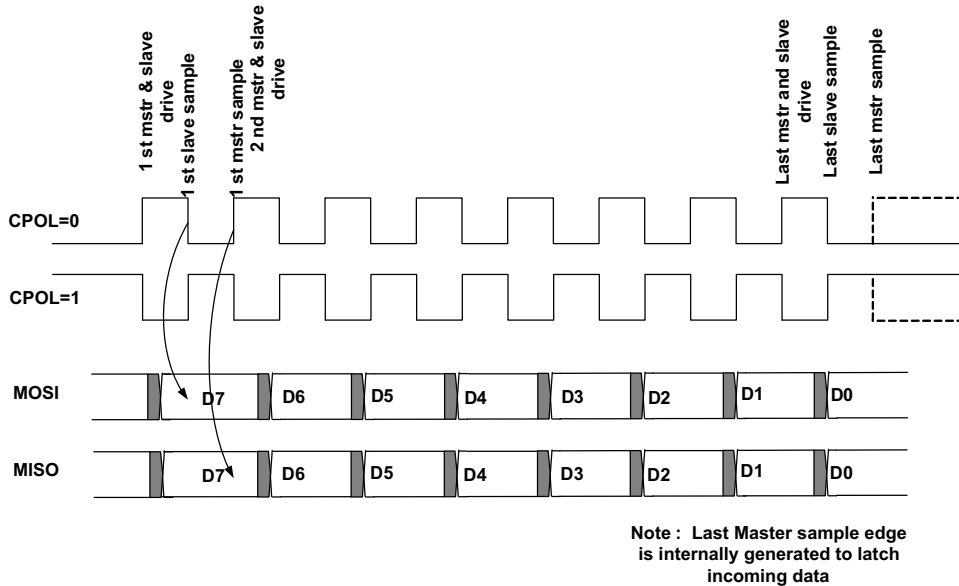 1 st mstr & slave
drive
1 st slave sample
1 st mstr sample
2 nd mstr & slave
drive
Last mstr and slave
drive
Last slave sample
Last mstr sample
CPOL=0
CPOL=1
MOSI
D7 D6 D5 D4 D3 D2 D1 D0
MISO
D7 D6 D5 D4 D3 D2 D1 D0
Note : Last Master sample edge
is internally generated to latch
incoming data